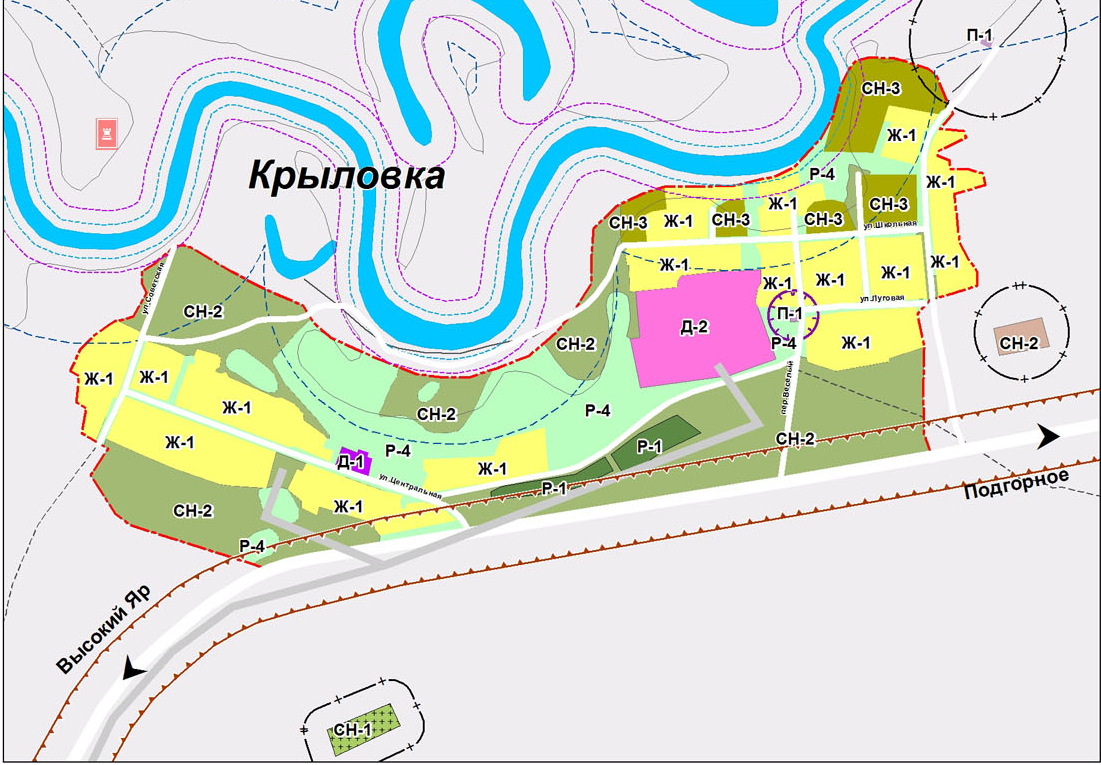 П-1
СН-3
Ж-1
Крыловка
Р-4
Ж-1
СН-3
Ж-1
СН-3
Ж-1
СН-3
СН-3
ул.Школьная
Ж-1
Ж-1
Ж-1
Ж-1
Ж-1
ул.Советская
СН-2
ул.Луговая
П-1
Д-2
СН-2
Р-4
Ж-1
СН-2
Ж-1
Ж-1
пер.Веселый
Ж-1
СН-2
Р-4
Ж-1
Р-4
СН-2
Р-1
Д-1
Ж-1
ул.Центральная
Р-1
Подгорное
СН-2
Ж-1
Р-4
Высокий Яр
СН-1